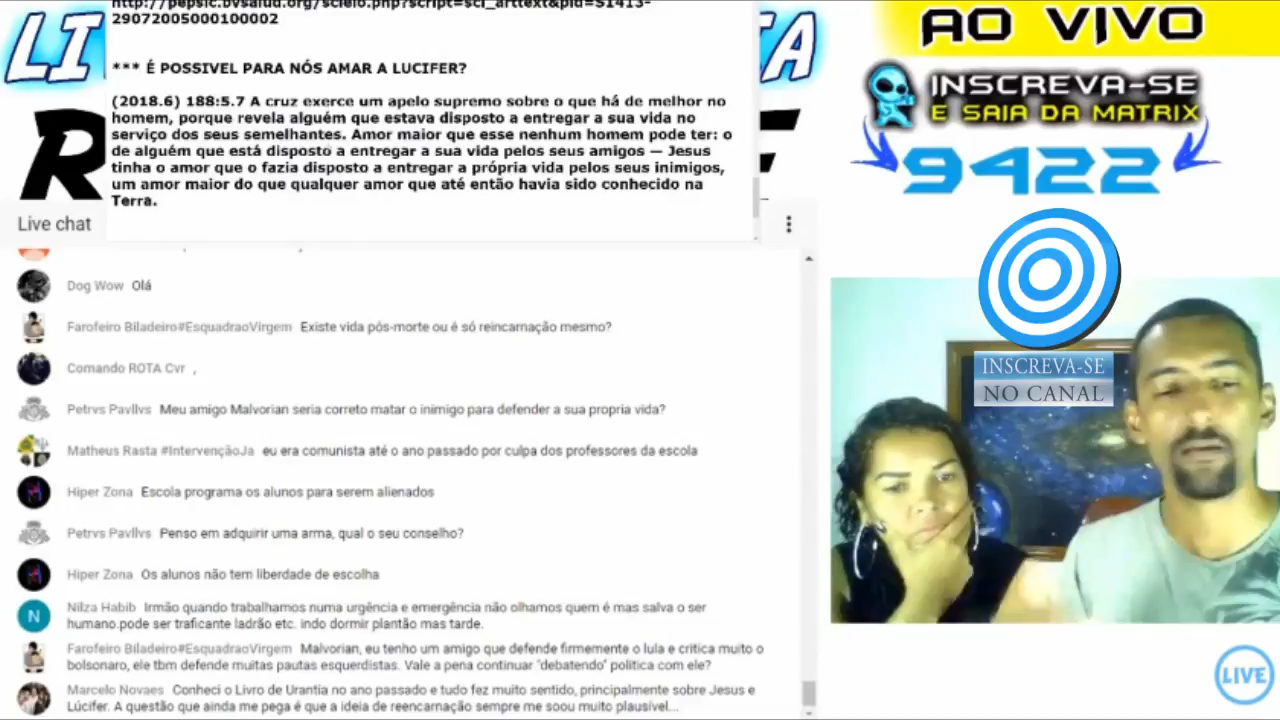 http://pepsic.bvsalud.org/scielo.php?script=sci_arttext&pid=S1413-
29072005000100002
*** É POSSIVEL PARA NÓS AMAR A LUCIFER?
(2018.6) 188:5.7 A cruz exerce um apelo supremo sobre o que há de melhor no
homem, porque revela alguém que estava disposto a entregar a sua vida no
serviço dos seus semelhantes. Amor maior que esse nenhum homem pode ter: o
de alguém que está disposto a entregar a sua vida pelos seus amigos — Jesus
tinha o amor que o fazia disposto a entregar a própria vida pelos seus inimigos,
um amor maior do que qualquer amor que até então havia sido conhecido na
Terra.
Live chat
Dog Wow Olá
Farofeiro Biladeiro#EsquadraoVirgem Existe vida pós-morte ou é só reincarnação mesmo?
Comando ROTA Cvr ,
Petrvs Pavllvs Meu amigo Malvorian seria correto matar o inimigo para defender a sua propria vida?
Matheus Rasta #IntervençãoJa eu era comunista até o ano passado por culpa dos professores da escola
Hiper Zona Escola programa os alunos para serem alienados
Petrvs Pavllvs Penso em adquirir uma arma, qual o seu conselho?
Hiper Zona Os alunos não tem liberdade de escolha
N
Nilza Habib Irmão quando trabalhamos numa urgência e emergência não olhamos quem é mas salva o ser
humano.pode ser traficante ladrão etc. indo dormir plantão mas tarde.
Farofeiro Biladeiro#EsquadraoVirgem Malvorian, eu tenho um amigo que defende firmemente o lula e critica muito o
bolsonaro, ele tbm defende muitas pautas esquerdistas. Vale a pena continuar "debatendo" política com ele?
Marcelo Novaes Conheci o Livro de Urantia no ano passado e tudo fez muito sentido, principalmente sobre Jesus e
Lúcifer. A questão que ainda me pega é que a ideia de reencarnação sempre me soou muito plausível...
AO VIVO
INSCREVA-SE
E SAIA DA MATRIX
9422
INSCREVA-SE
NO CANAL
LIVE